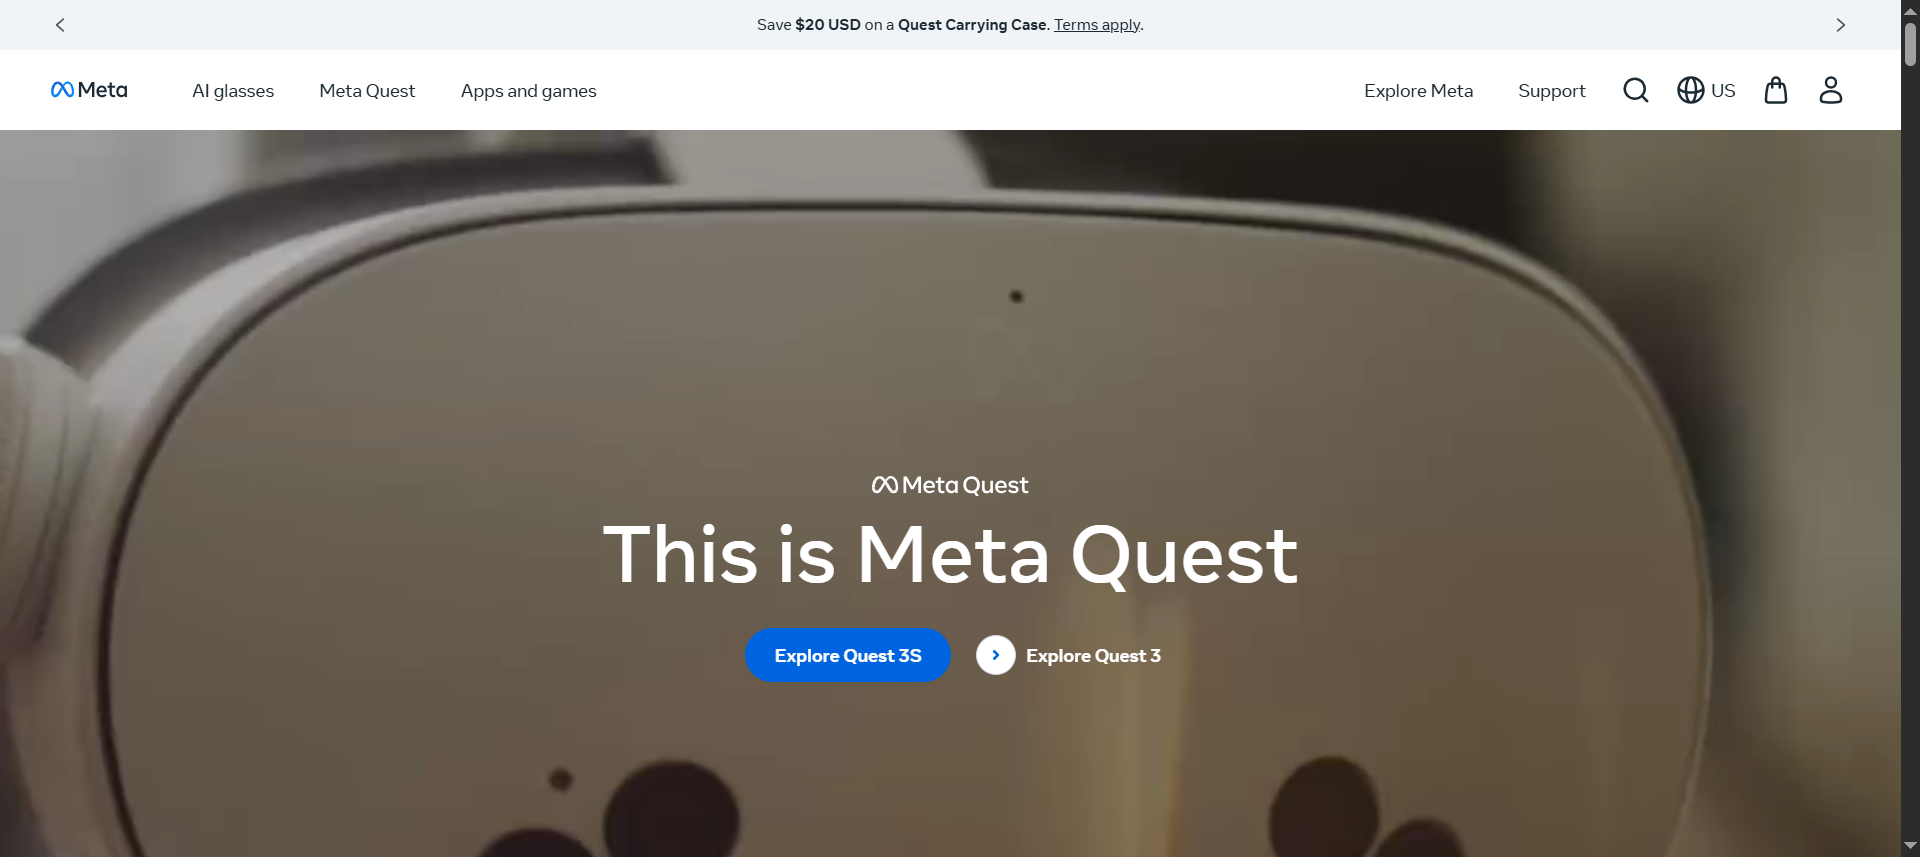 Save $20 USD on a Quest Carrying Case. Terms apply.
Meta
AI glasses
Meta Quest
Apps and games
Explore Meta
Support
US
Meta Quest
This is Meta Quest
Explore Quest 3S
Explore Quest 3